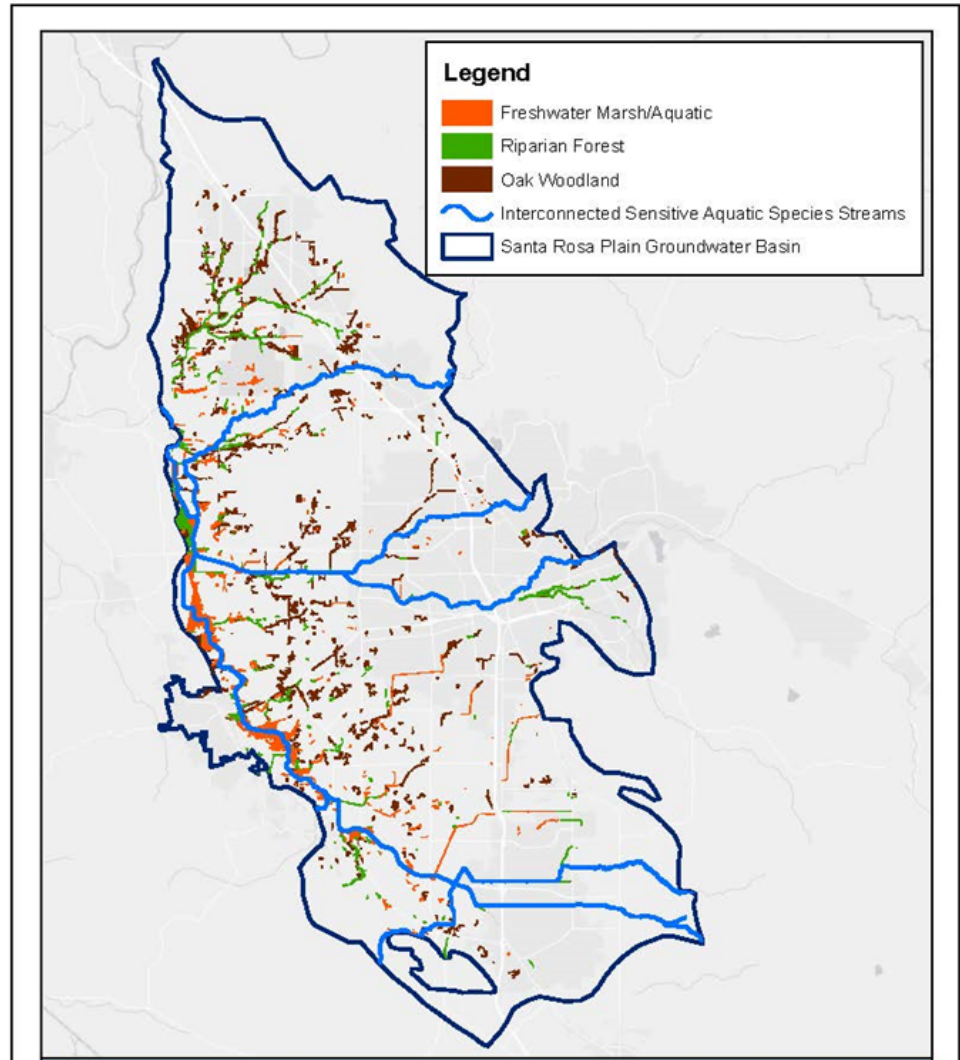 Legend
Freshwater Marsh/Aquatic
Riparian Forest
Oak Woodland
Interconnected Sensitive Aquatic Species Streams
Santa Rosa Plain Groundwater Basin